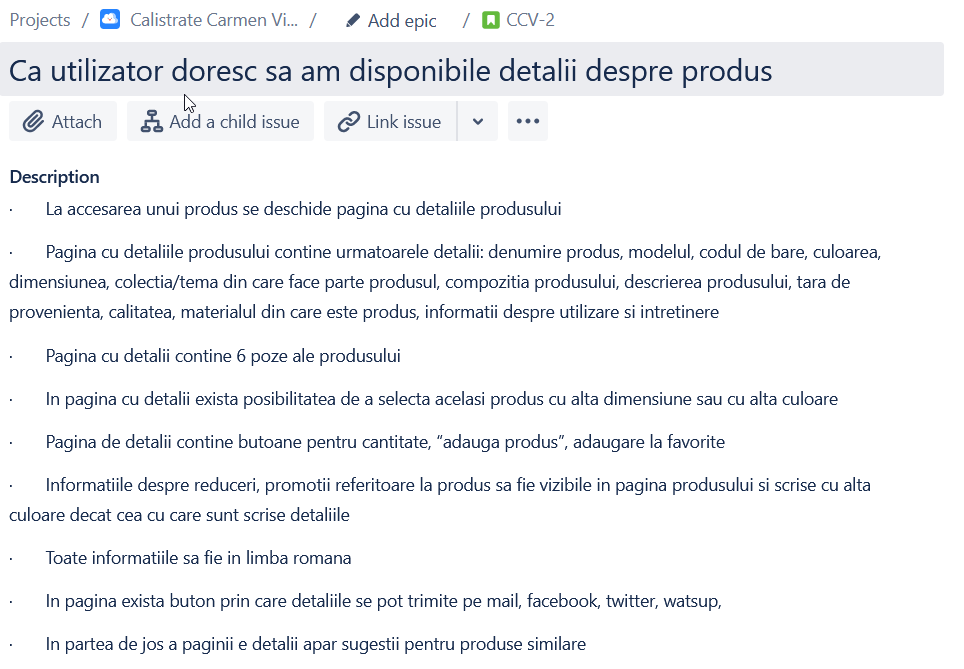 Projects / Calistrate Carmen Vi... / Add epic / CCV-2
Ca utilizator doresc sa am disponibile detalii despre produs
Attach Add a child issue Link issue
Description
· La accesarea unui produs se deschide pagina cu detaliile produsului
· Pagina cu detaliile produsului contine urmatoarele detalii: denumire produs, modelul, codul de bare, culoarea,
dimensiunea, colectia/tema din care face parte produsul, compozitia produsului, descrierea produsului, tara de
provenienta, calitatea, materialul din care este produs, informatii despre utilizare si intretinere
· Pagina cu detalii contine 6 poze ale produsului
· In pagina cu detalii exista posibilitatea de a selecta acelasi produs cu alta dimensiune sau cu alta culoare
· Pagina de detalii contine butoane pentru cantitate, “adauga produs”, adaugare la favorite
· Informatiile despre reduceri, promotii referitoare la produs sa fie vizibile in pagina produsului si scrise cu alta
culoare decat cea cu care sunt scrise detaliile
· Toate informatiile sa fie in limba romana
· In pagina exista buton prin care detaliile se pot trimite pe mail, facebook, twitter, watsup,
· In partea de jos a paginii e detalii apar sugestii pentru produse similare